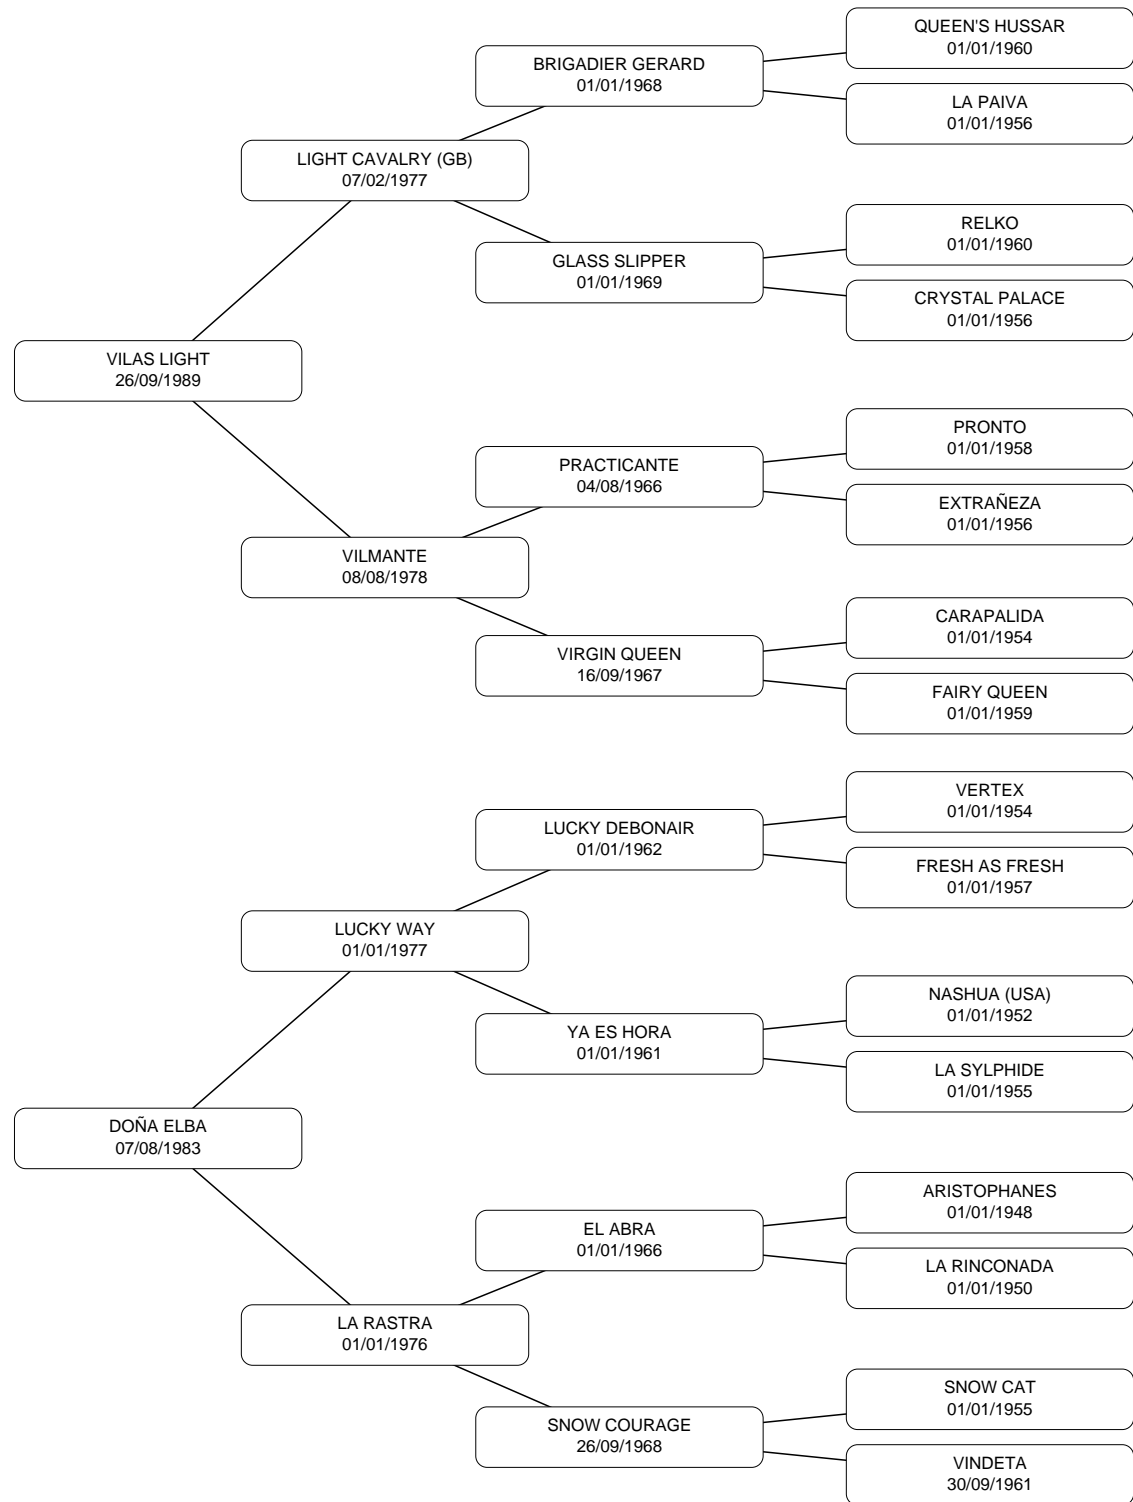 QUEEN'S HUSSAR
01/01/1960
BRIGADIER GERARD
01/01/1968
LA PAIVA
01/01/1956
LIGHT CAVALRY (GB)
07/02/1977
RELKO
01/01/1960
GLASS SLIPPER
01/01/1969
CRYSTAL PALACE
01/01/1956
VILAS LIGHT
26/09/1989
PRONTO
01/01/1958
PRACTICANTE
04/08/1966
EXTRAÑEZA
01/01/1956
VILMANTE
08/08/1978
CARAPALIDA
01/01/1954
VIRGIN QUEEN
16/09/1967
FAIRY QUEEN
01/01/1959
VERTEX
01/01/1954
LUCKY DEBONAIR
01/01/1962
FRESH AS FRESH
01/01/1957
LUCKY WAY
01/01/1977
NASHUA (USA)
01/01/1952
YA ES HORA
01/01/1961
LA SYLPHIDE
01/01/1955
DOÑA ELBA
07/08/1983
ARISTOPHANES
01/01/1948
EL ABRA
01/01/1966
LA RINCONADA
01/01/1950
LA RASTRA
01/01/1976
SNOW CAT
01/01/1955
SNOW COURAGE
26/09/1968
VINDETA
30/09/1961